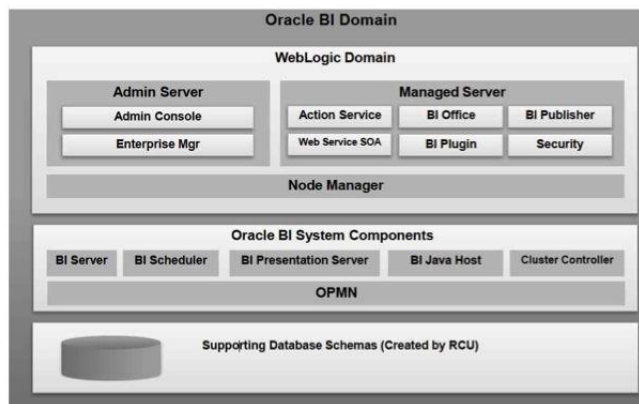 Oracle BI Domain
WebLogic Domain
Admin Server
Admin Console
Enterprise Mgr
Managed Server
Action Service
BI Office
BI Publisher
Web Service SOA
BI Plugin
Security
Node Manager
Oracle BI System Components
BI Server
BI Scheduler
BI Presentation Server
BI Java Host
Cluster Controller
OPMN
Supporting Database Schemas (Created by RCU)